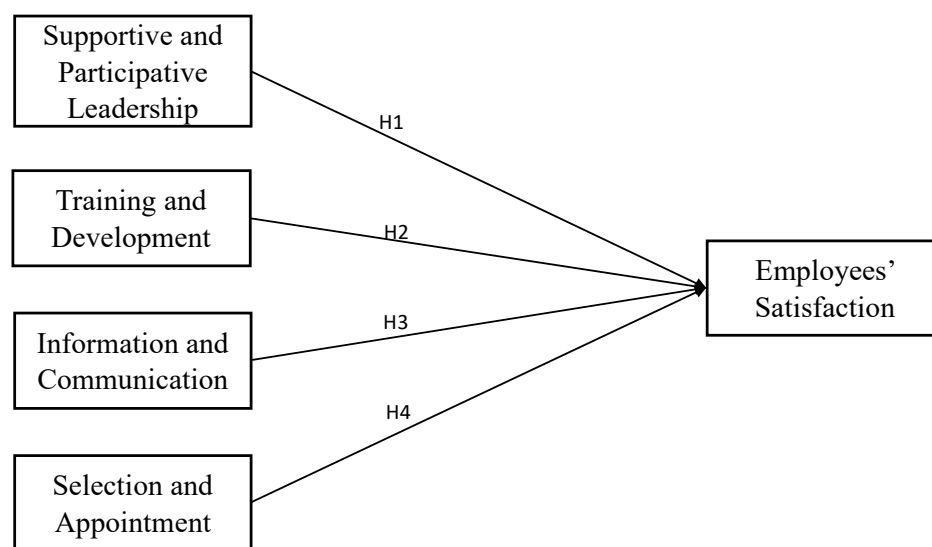 Supportive and
Participative
Leadership
H1
Training and
Development
H2
Employees’
Satisfaction
Information and
Communication
H3
Selection and
Appointment
H4